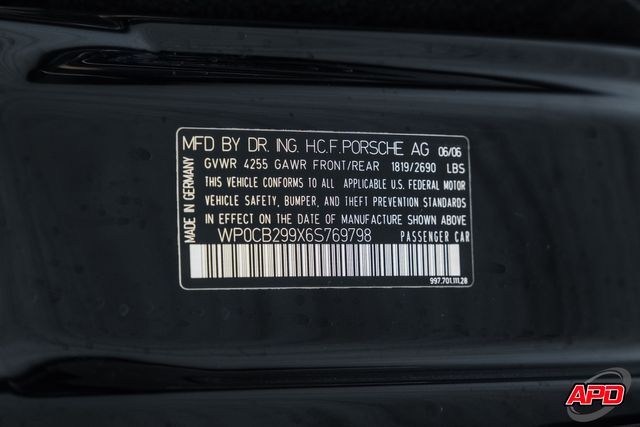 MFD BY DR. ING. H.C.F.PORSCHE AG 06/06
GVWR 4255 GAWR FRONT/REAR 1819/2690 LBS
THIS VEHICLE CONFORMS TO ALL APPLICABLE U.S. FEDERAL MOTOR
VEHICLE SAFETY, BUMPER, AND THEFT PREVENTION STANDARDS
IN EFFECT ON THE DATE OF MANUFACTURE SHOWN ABOVE.
WP0CB299X6S769798 PASSENGER CAR
997.701.111.28
MADE IN GERMANY
APD